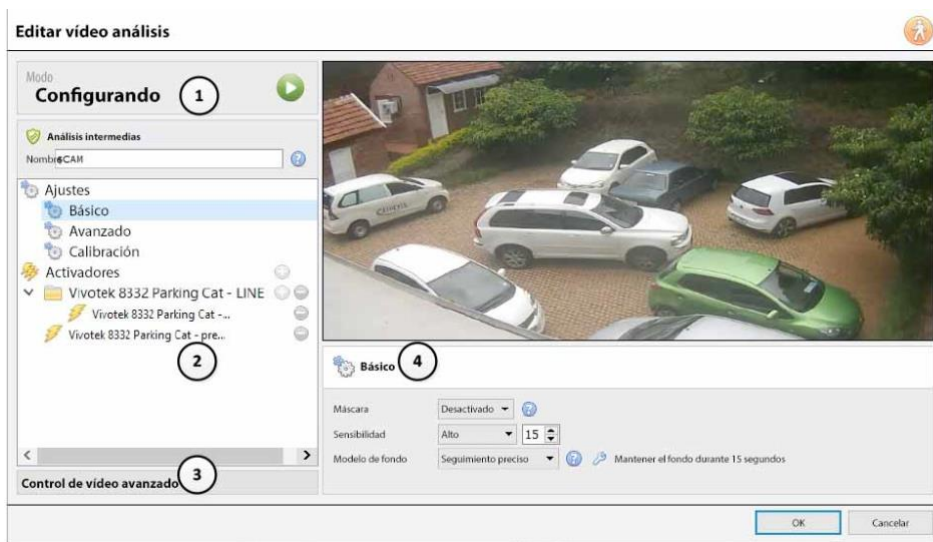 Editar vídeo análisis
Modo
Configurando
1
Análisis intermedias
Nombre 6CAM
Ajustes
Básico
Avanzado
Calibración
Activadores
Vivotek 8332 Parking Cat - LINE
Vivotek 8332 Parking Cat -...
Vivotek 8332 Parking Cat - pre...
2
Control de vídeo avanzado
3
Básico
4
Máscara Desactivado
Sensibilidad Alto 15
Modelo de fondo Seguimiento preciso Mantener el fondo durante 15 segundos
OK Cancelar